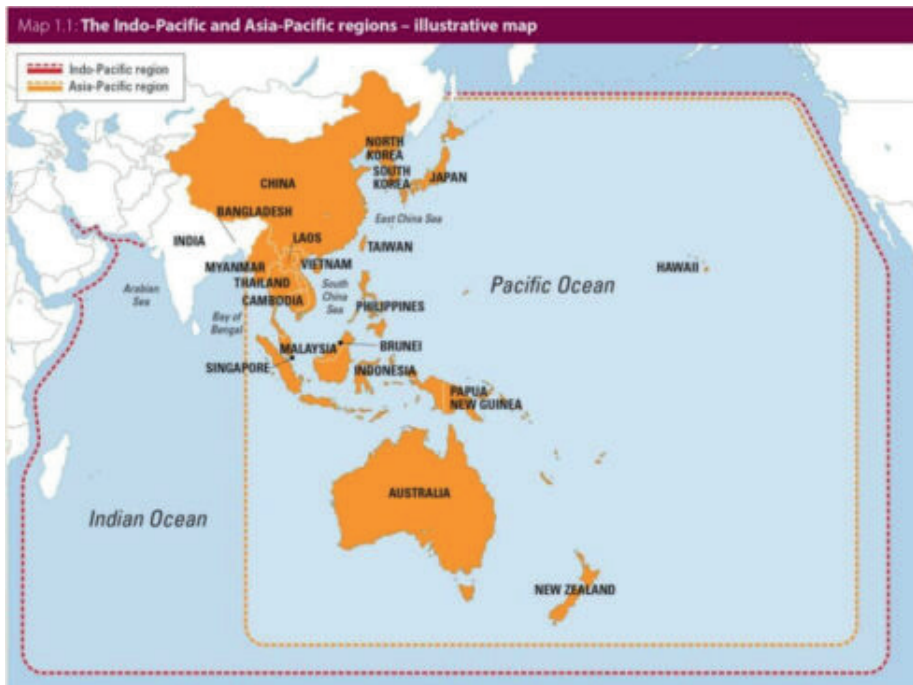 Map 1.1: The Indo-Pacific and Asia-Pacific regions – illustrative map
Indo-Pacific region
Asia-Pacific region
NORTH
KOREA
SOUTH
KOREA
JAPAN
CHINA
East China Sea
BANGLADESH
INDIA
LAOS
TAIWAN
MYANMAR
VIETNAM
THAILAND
HAWAII
Arabian
Sea
South
China
Sea
Pacific Ocean
CAMBODIA
PHILIPPINES
Bay of
Bengal
MALAYSIA
BRUNEI
SINGAPORE
INDONESIA
PAPUA
NEW GUINEA
AUSTRALIA
Indian Ocean
NEW ZEALAND